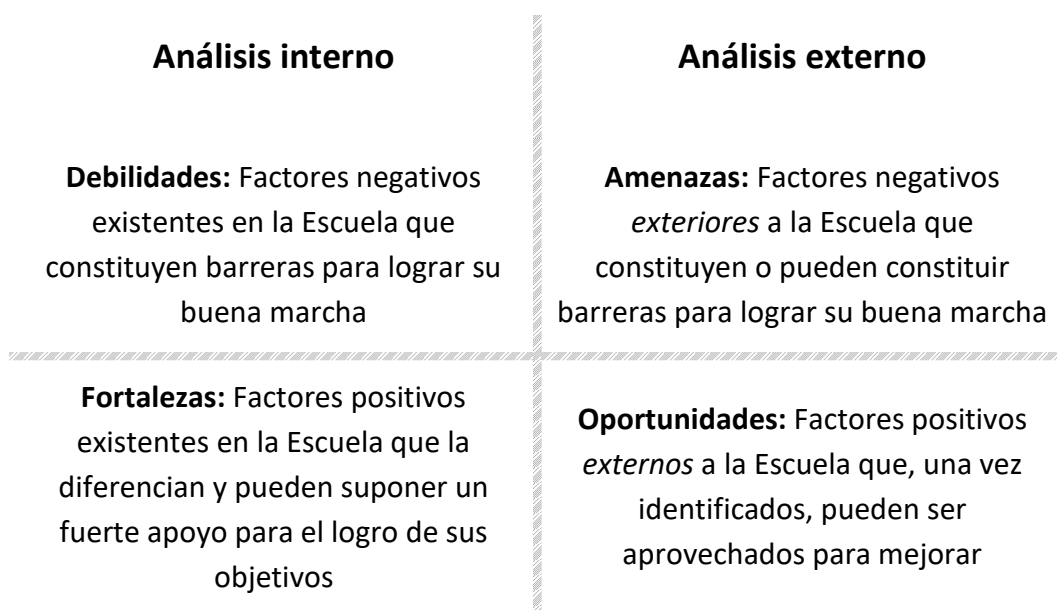 Análisis interno
Análisis externo
Debilidades: Factores negativos
existentes en la Escuela que
constituyen barreras para lograr su
buena marcha
Amenazas: Factores negativos
exteriores a la Escuela que
constituyen o pueden constituir
barreras para lograr su buena marcha
Fortalezas: Factores positivos
existentes en la Escuela que la
diferencian y pueden suponer un
fuerte apoyo para el logro de sus
objetivos
Oportunidades: Factores positivos
externos a la Escuela que, una vez
identificados, pueden ser
aprovechados para mejorar